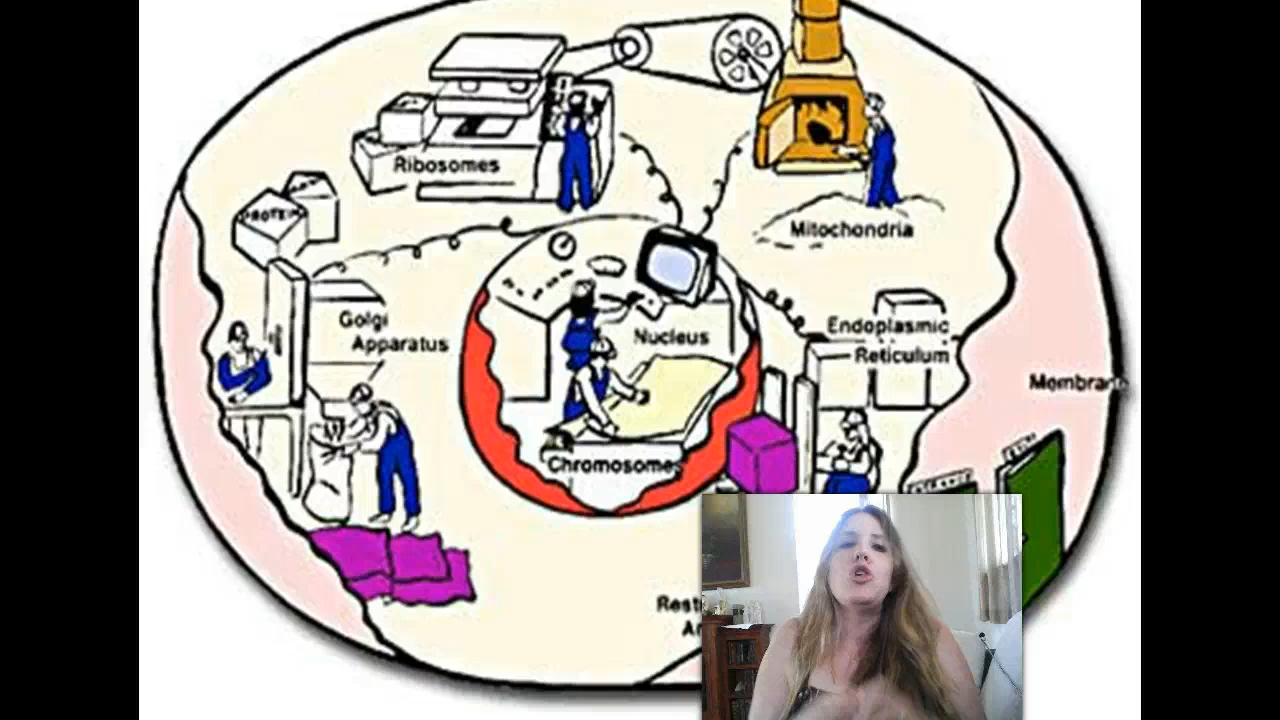 Ribosomes
PROTEIN
Mitochondria
Golgi
Apparatus
Nucleus
Endoplasmic
Reticulum
Membrane
Chromosomes